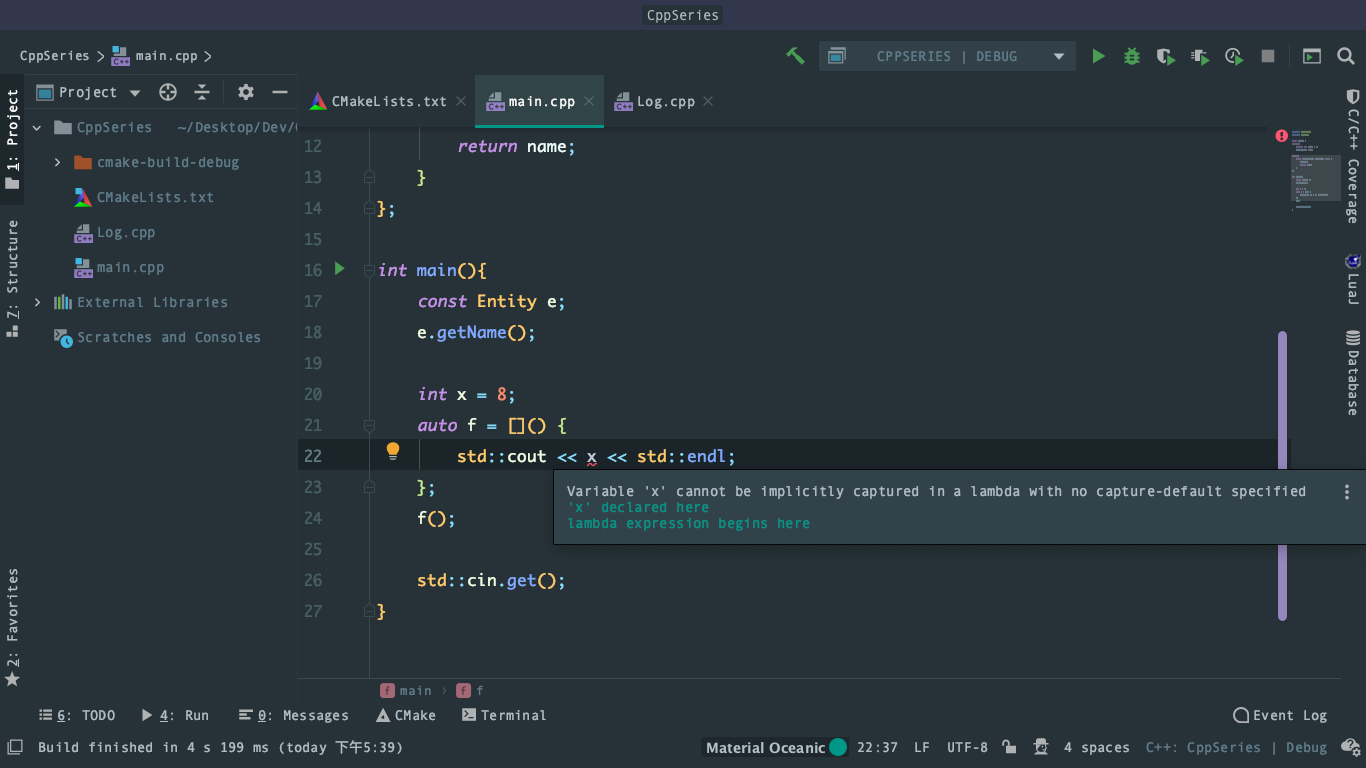 CppSeries
CppSeries > main.cpp >
CPPSERIES | DEBUG
1: Project
Z: Structure
2: Favorites
Project
CppSeries ~/Desktop/Dev/
cmake-build-debug
CMakeLists.txt
Log.cpp
main.cpp
External Libraries
Scratches and Consoles
CMakeLists.txt × main.cpp × Log.cpp ×
12 return name;
13 }
14 };
15
16 int main(){
17 const Entity e;
18 e.getName();
19
20 int x = 8;
21 auto f = []() {
22 std::cout << x << std::endl;
23 };
24 f();
25
26 std::cin.get();
27 }
Variable 'x' cannot be implicitly captured in a lambda with no capture-default specified
'x' declared here
lambda expression begins here
C/C++ Coverage
LuaJ
Database
f main > f f
6: TODO 4: Run 0: Messages CMake Terminal Event Log
Build finished in 4 s 199 ms (today 下午5:39) Material Oceanic 22:37 LF UTF-8 4 spaces C++: CppSeries | Debug